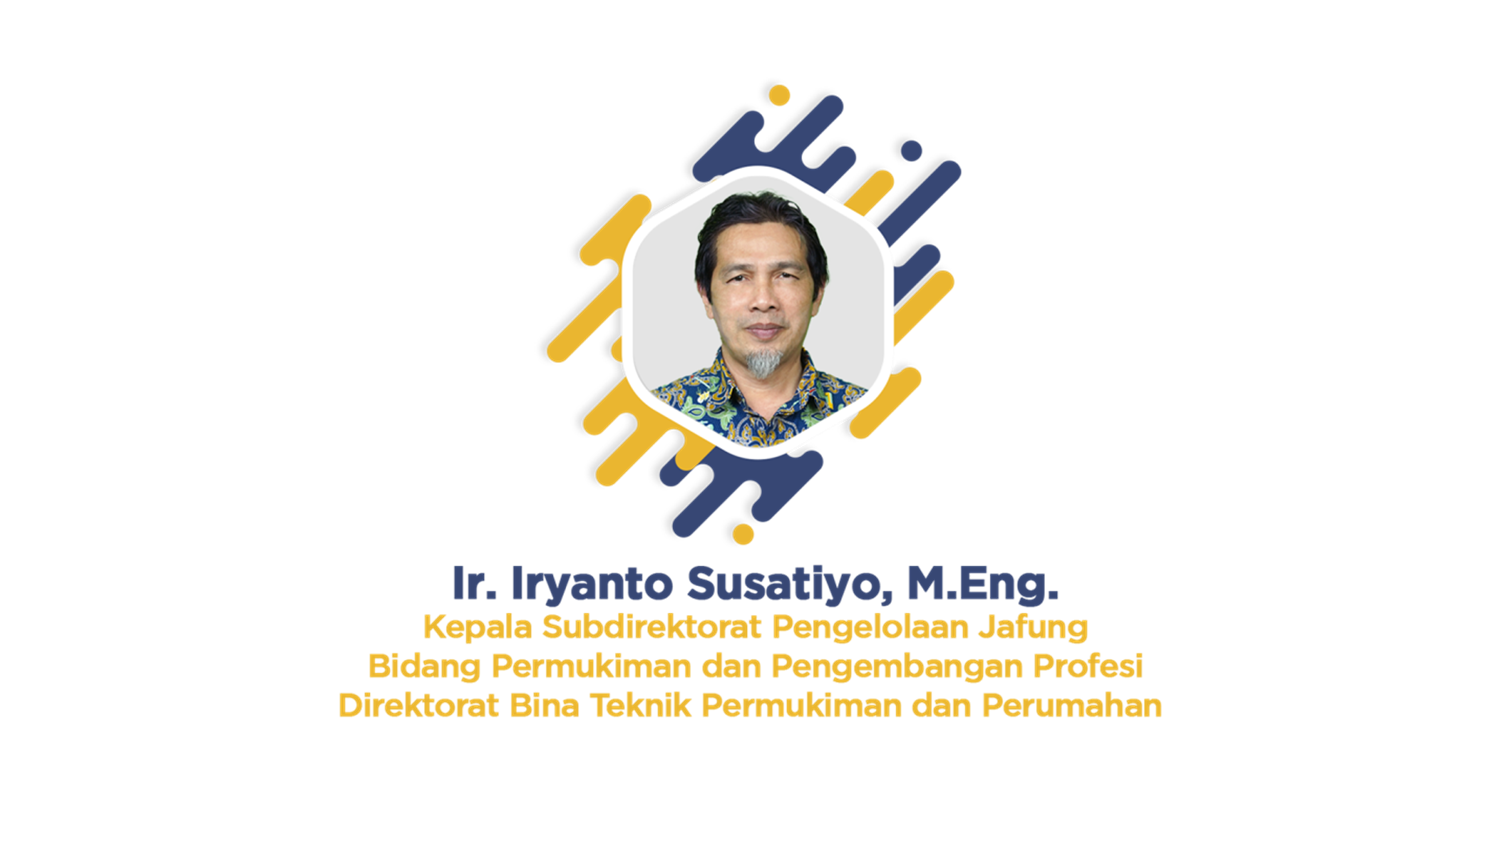 Ir. Iryanto Susatiyo, M.Eng.
Kepala Subdirektorat Pengelolaan Jafung
Bidang Permukiman dan Pengembangan Profesi
Direktorat Bina Teknik Permukiman dan Perumahan